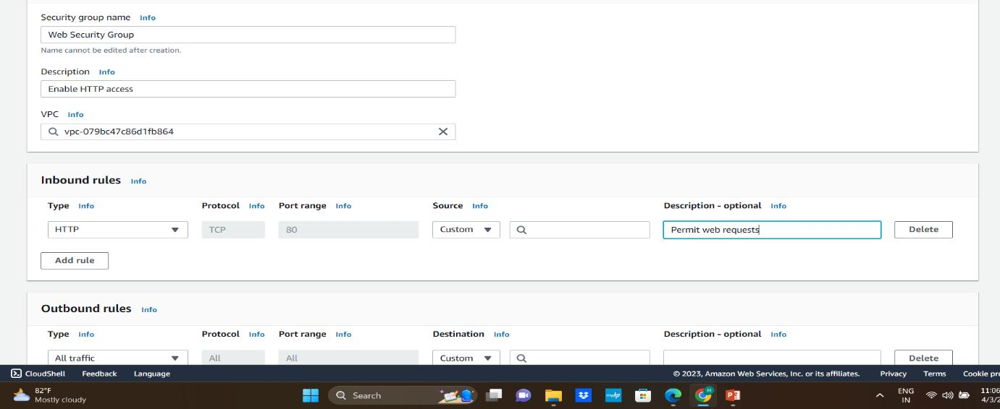 Security group name Info
Web Security Group
Name cannot be edited after creation.
Description Info
Enable HTTP access
VPC Info
vpc-079bc47c86d1fb864
Inbound rules Info
Type Info Protocol Info Port range Info Source Info Description - optional Info
HTTP TCP 80 Custom Permit web requests Delete
Add rule
Outbound rules Info
Type Info Protocol Info Port range Info Destination Info Description - optional Info
All traffic All All Custom Delete
CloudShell Feedback Language © 2023, Amazon Web Services, Inc. or its affiliates. Privacy Terms Cookie pre
82°F
Mostly cloudy
Search
myhp
ENG
IN
11:06
4/3/2